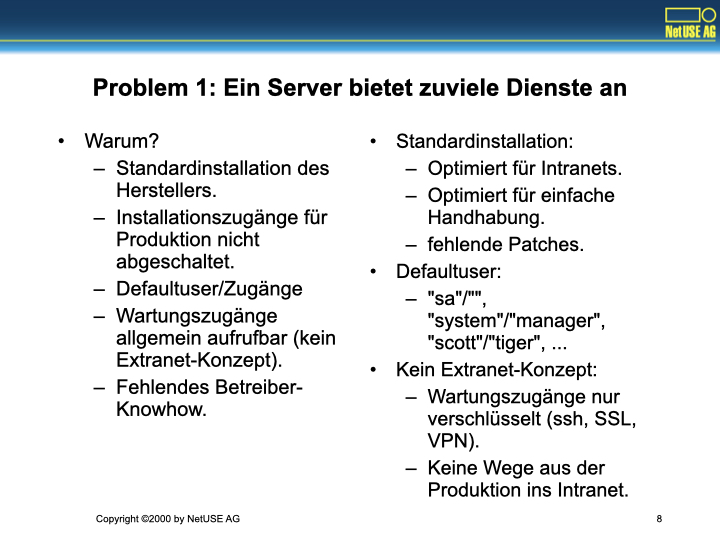 NetUSE AG
Problem 1: Ein Server bietet zuviele Dienste an
• Warum?
– Standardinstallation des
Herstellers.
– Installationszugänge für
Produktion nicht
abgeschaltet.
– Defaultuser/Zugänge
– Wartungszugänge
allgemein aufrufbar (kein
Extranet-Konzept).
– Fehlendes Betreiber-
Knowhow.
• Standardinstallation:
– Optimiert für Intranets.
– Optimiert für einfache
Handhabung.
– fehlende Patches.
• Defaultuser:
– "sa"/"",
"system"/"manager",
"scott"/"tiger", ...
• Kein Extranet-Konzept:
– Wartungszugänge nur
verschlüsselt (ssh, SSL,
VPN).
– Keine Wege aus der
Produktion ins Intranet.
Copyright ©2000 by NetUSE AG
8